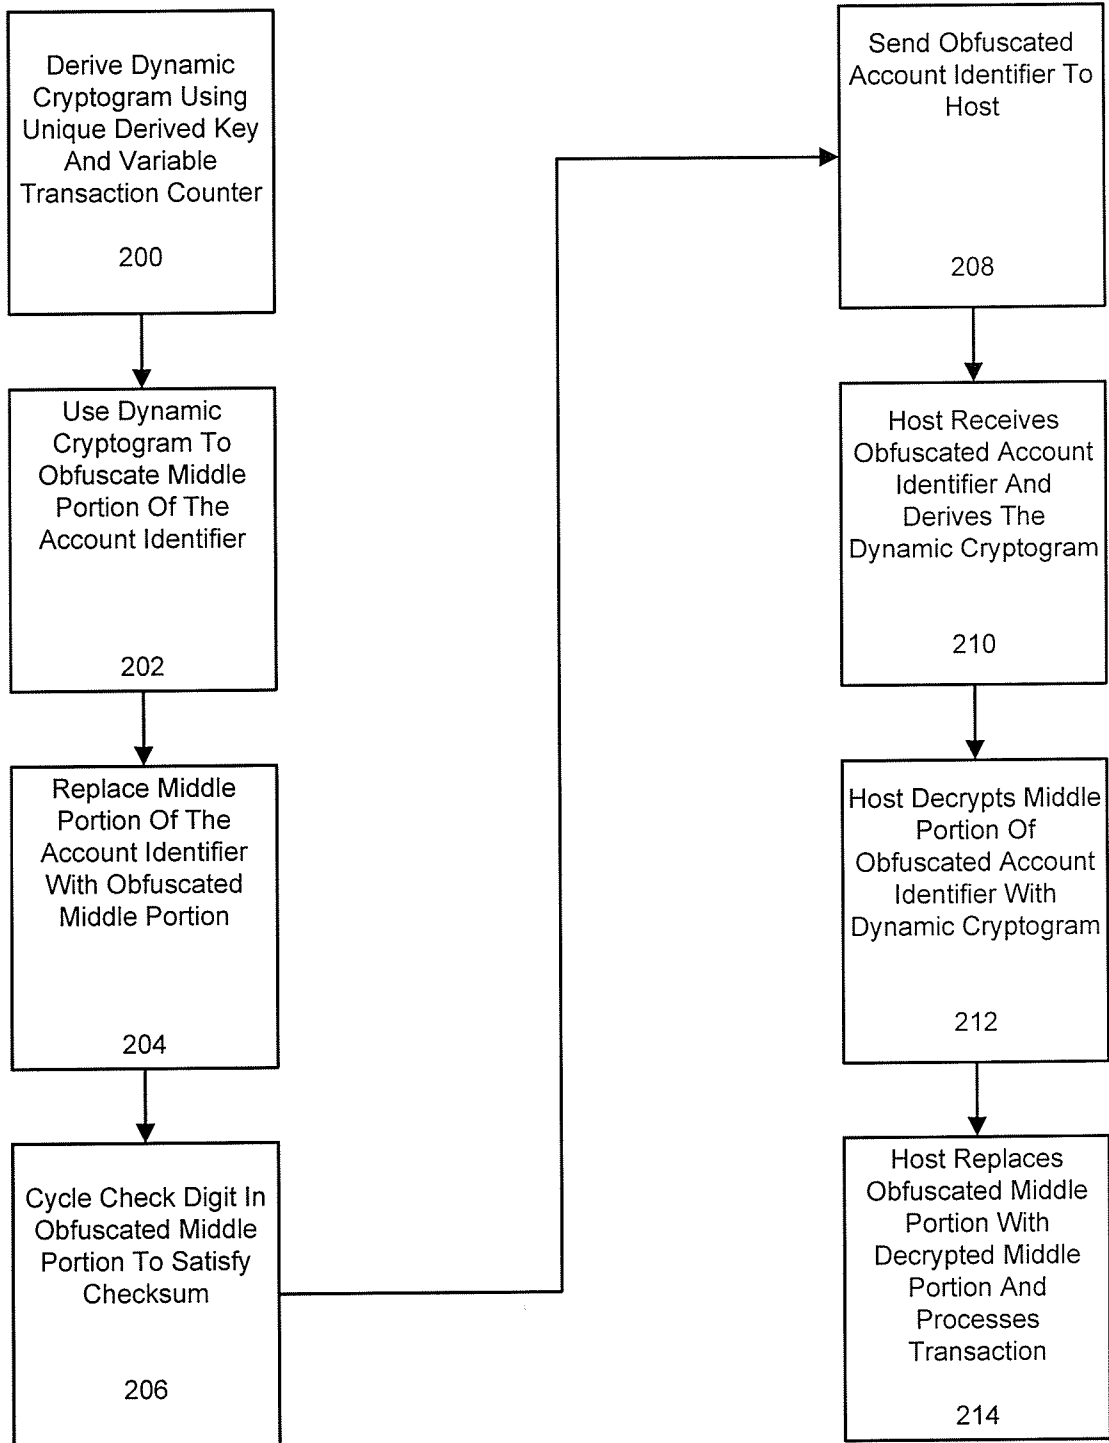 Derive Dynamic
Cryptogram Using
Unique Derived Key
And Variable
Transaction Counter
200
Use Dynamic
Cryptogram To
Obfuscate Middle
Portion Of The
Account Identifier
202
Replace Middle
Portion Of The
Account Identifier
With Obfuscated
Middle Portion
204
Cycle Check Digit In
Obfuscated Middle
Portion To Satisfy
Checksum
206
Send Obfuscated
Account Identifier To
Host
208
Host Receives
Obfuscated Account
Identifier And
Derives The
Dynamic Cryptogram
210
Host Decrypts Middle
Portion Of
Obfuscated Account
Identifier With
Dynamic Cryptogram
212
Host Replaces
Obfuscated Middle
Portion With
Decrypted Middle
Portion And
Processes
Transaction
214